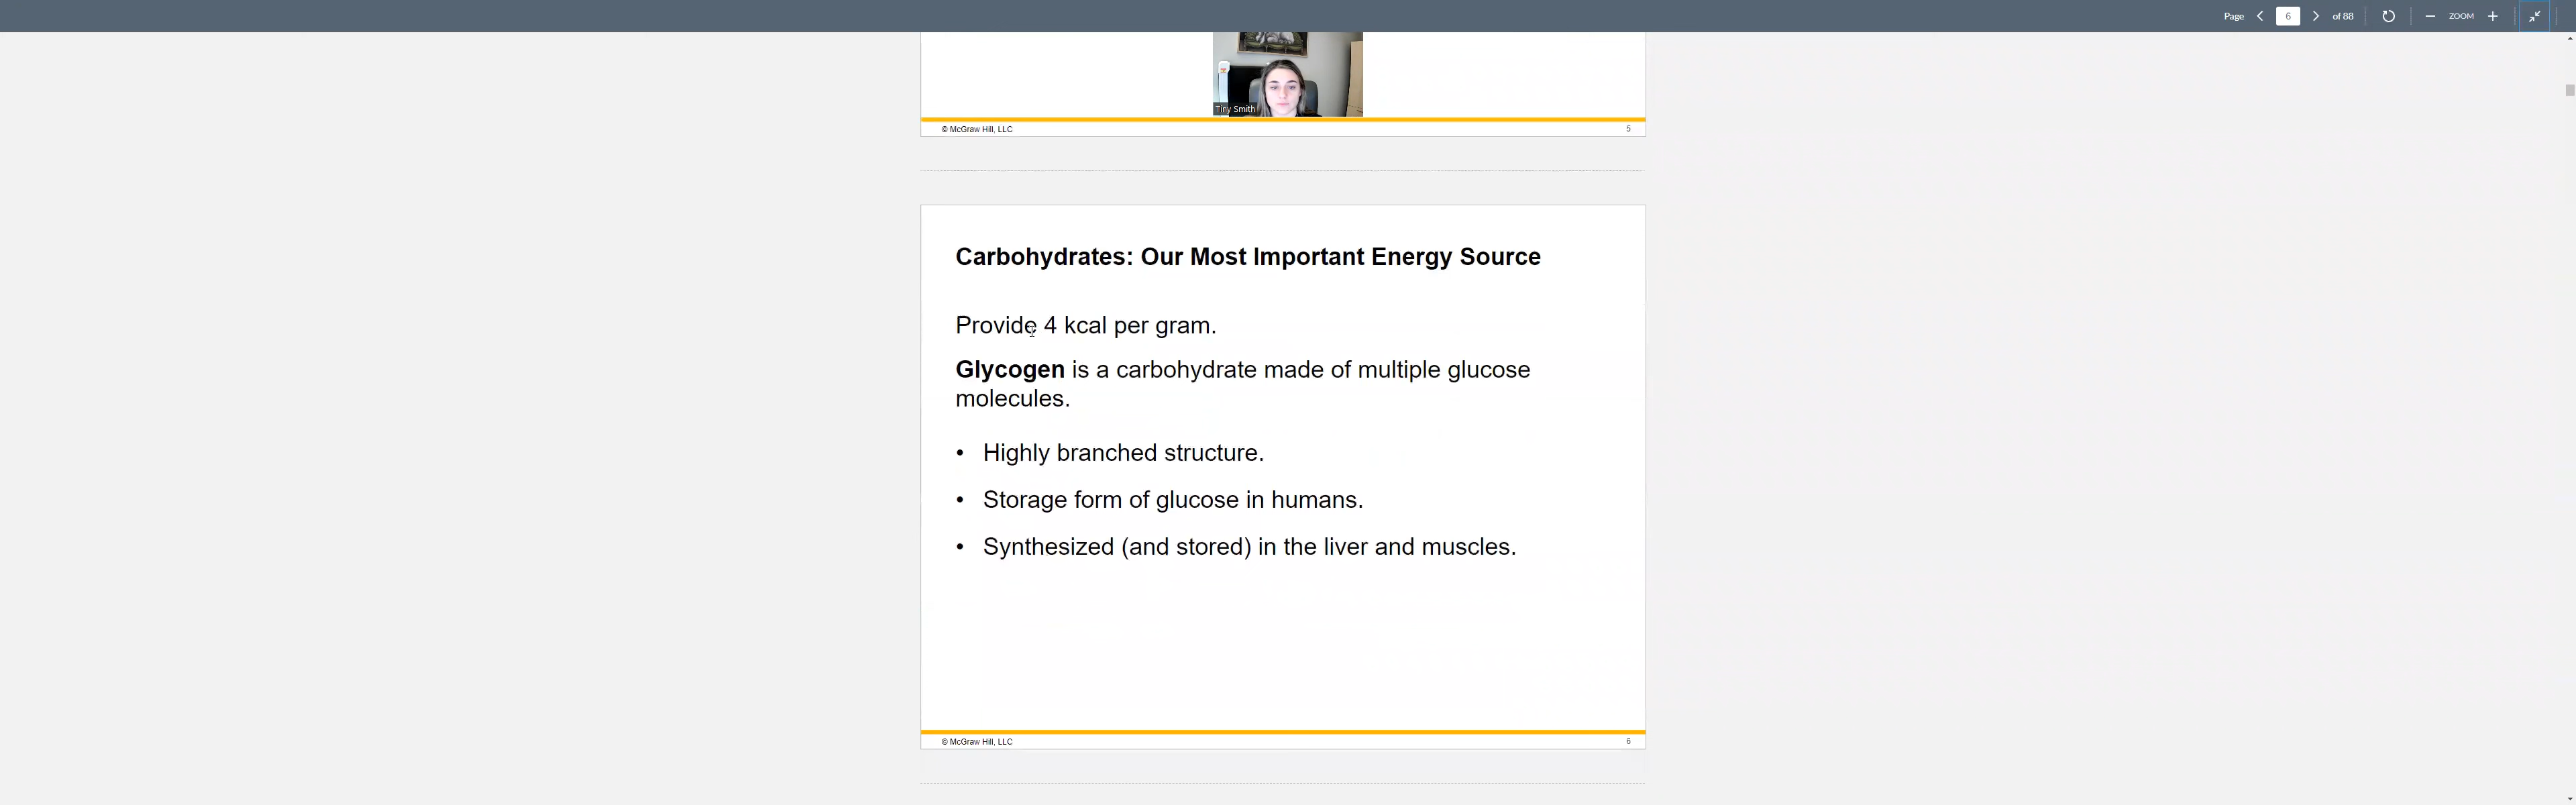 Page 6 of 88 ZOOM
Tiny Smith
© McGraw Hill, LLC 5
Carbohydrates: Our Most Important Energy Source
Provide 4 kcal per gram.
Glycogen is a carbohydrate made of multiple glucose
molecules.
• Highly branched structure.
• Storage form of glucose in humans.
• Synthesized (and stored) in the liver and muscles.
© McGraw Hill, LLC 6